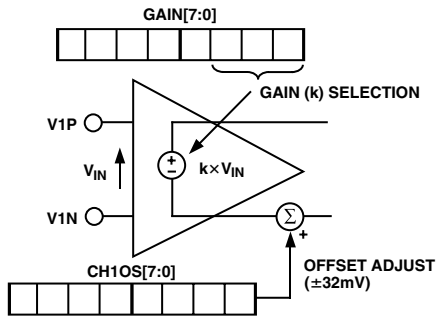 GAIN[7:0]
GAIN (k) SELECTION
V1P
VIN
+
–
k×VIN
V1N
Σ
+
CH1OS[7:0]
OFFSET ADJUST
(±32mV)